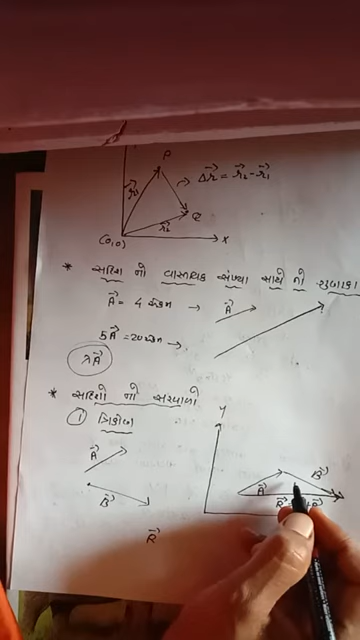 P
r⃗₁
Δr⃗ = r⃗₂-r⃗₁
Q
r⃗₂
(0,0)
x
* સદિશ નો વાસ્તવિક સંખ્યા સાથે નો ગુણાકાર
A⃗ = 4 એકમ → A⃗
5A⃗ = 20 એકમ →
λA⃗
* સદિશો નો સરવાળો
① ત્રિકોણ
y
A⃗
B⃗
A⃗
B⃗
R⃗